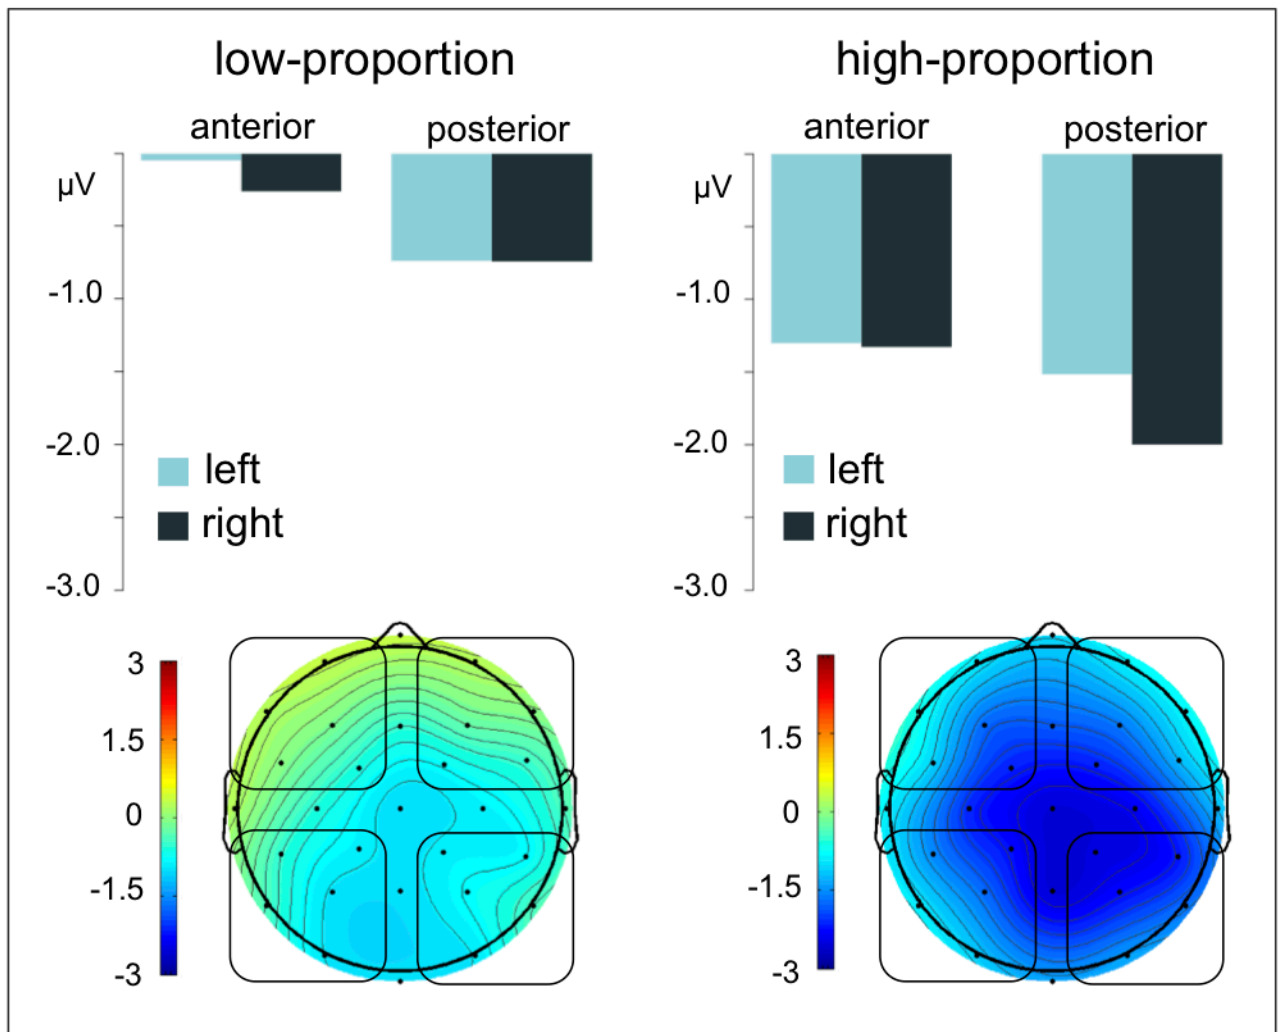 low-proportion
high-proportion
anterior
posterior
anterior
posterior
µV
µV
-1.0
-1.0
-2.0
-2.0
left
left
right
right
-3.0
-3.0
3
3
1.5
1.5
0
0
-1.5
-1.5
-3
-3